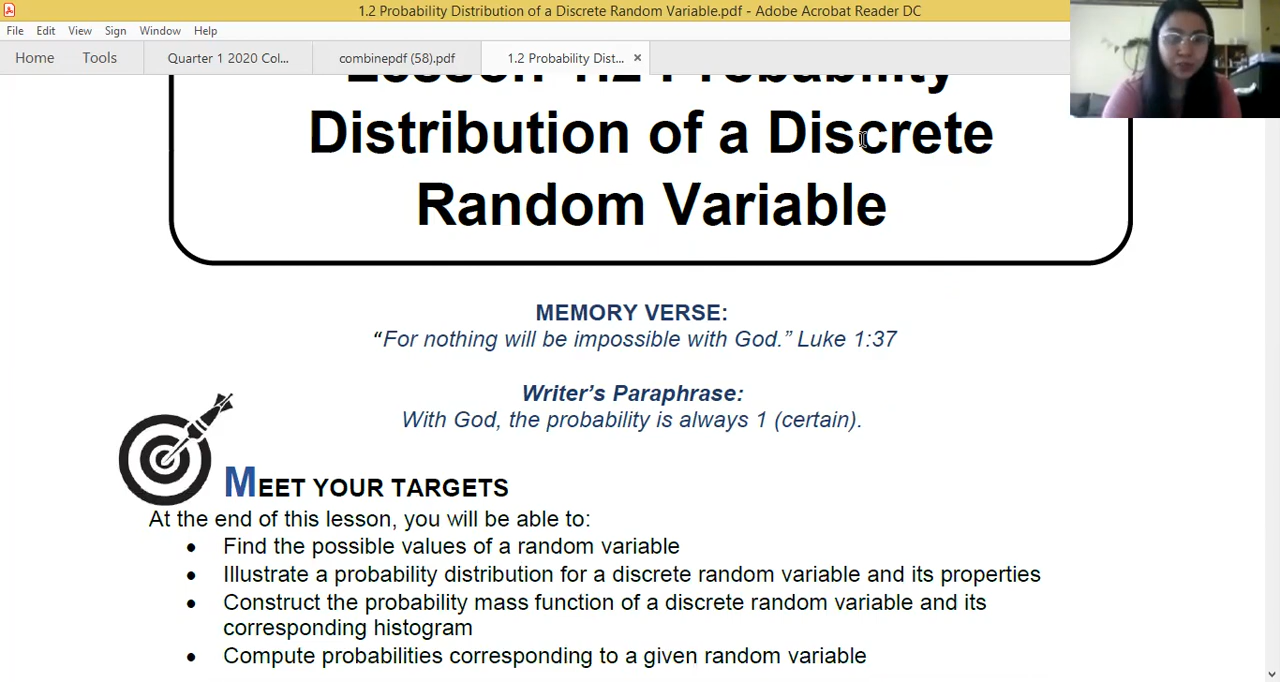 1.2 Probability Distribution of a Discrete Random Variable.pdf - Adobe Acrobat Reader DC
File Edit View Sign Window Help
Home Tools Quarter 1 2020 Col... combinepdf (58).pdf 1.2 Probability Dist... ×
Lesson 1.2 Probability
Distribution of a Discrete
Random Variable
MEMORY VERSE:
“For nothing will be impossible with God.” Luke 1:37
Writer’s Paraphrase:
With God, the probability is always 1 (certain).
MEET YOUR TARGETS
At the end of this lesson, you will be able to:
• Find the possible values of a random variable
• Illustrate a probability distribution for a discrete random variable and its properties
• Construct the probability mass function of a discrete random variable and its
corresponding histogram
• Compute probabilities corresponding to a given random variable